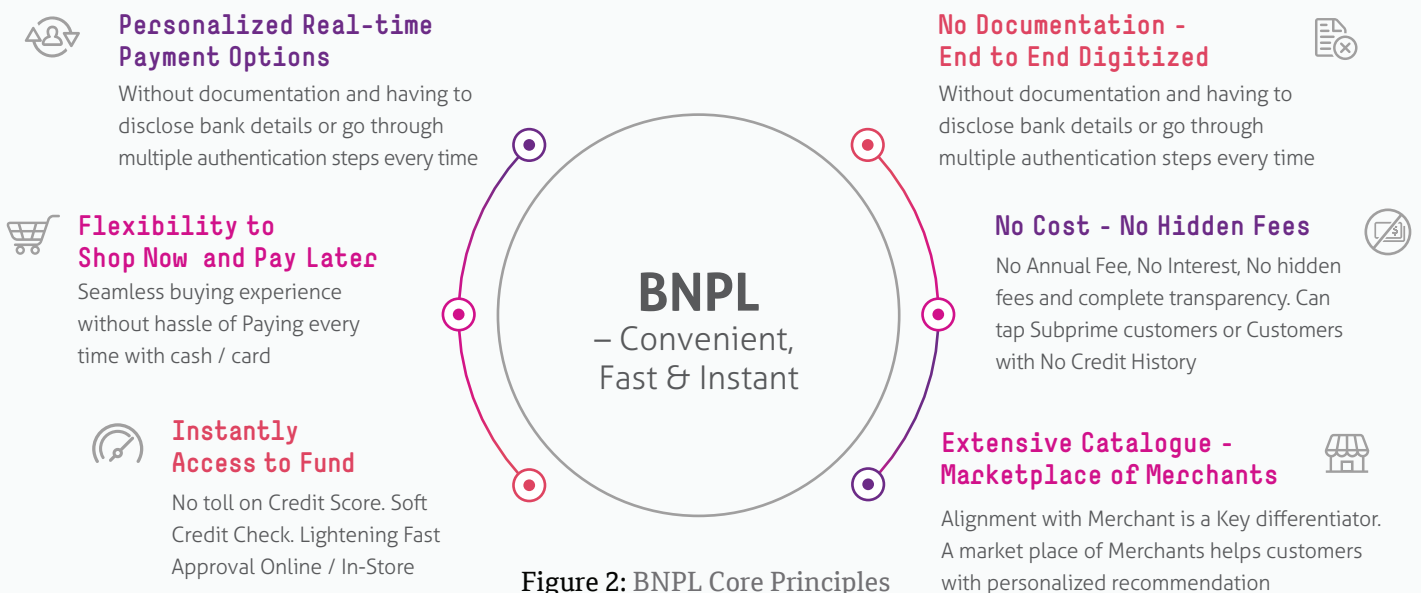 Personalized Real-time
Payment Options
Without documentation and having to
disclose bank details or go through
multiple authentication steps every time
Flexibility to
Shop Now and Pay Later
Seamless buying experience
without hassle of Paying every
time with cash / card
Instantly
Access to Fund
No toll on Credit Score. Soft
Credit Check. Lightening Fast
Approval Online / In-Store
BNPL
– Convenient,
Fast & Instant
No Documentation -
End to End Digitized
Without documentation and having to
disclose bank details or go through
multiple authentication steps every time
No Cost - No Hidden Fees
No Annual Fee, No Interest, No hidden
fees and complete transparency. Can
tap Subprime customers or Customers
with No Credit History
Extensive Catalogue -
Marketplace of Merchants
Alignment with Merchant is a Key differentiator.
A market place of Merchants helps customers
with personalized recommendation
Figure 2: BNPL Core Principles